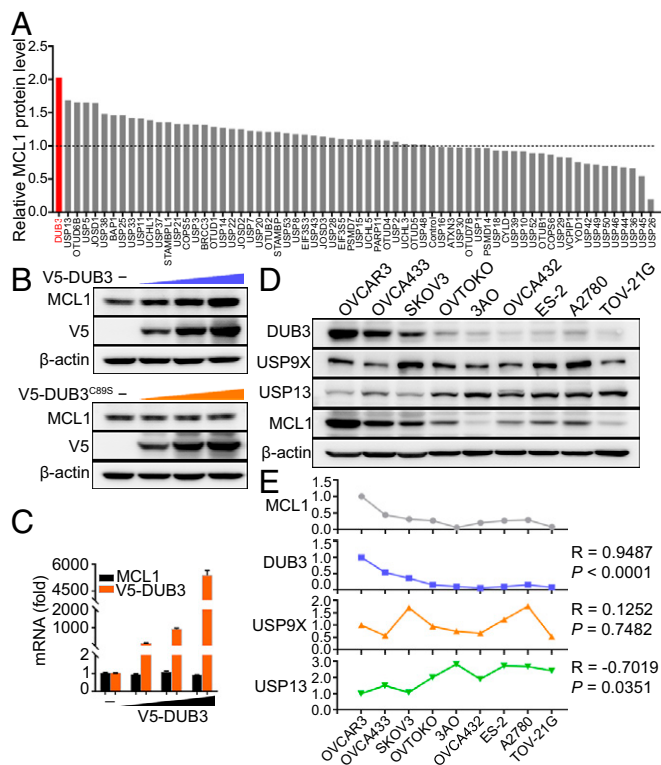 A
Relative MCL1 protein level
2.5
2.0
1.5
1.0
0.5
0.0
DUB3
USP13
OTUD6B
USP5
JOSD1
USP38
BAP1
USP25
USP33
USP11
UCHL1
USP37
STAMBPL1
USP21
COPS5
USP3
BRCC3
OTUD1
USP14
USP22
JOSD2
USP7
USP20
OTUB2
STAMBP
USP53
USP8
EIF3S3
USP43
JOSD3
USP28
EIF3S5
PSMD7
USP15
UCHL5
PARP11
OTUD4
USP2
UCHL3
OTUD5
USP48
Control
USP16
ATXN3
USP30
OTUD7B
USP1
PSMD14
USP18
CYLD
USP39
USP10
USP52
OTUB1
COPS6
USP29
VCPIP1
YOD1
USP42
USP49
USP50
USP46
USP44
USP36
USP45
USP26
B
V5-DUB3 –
MCL1
V5
β-actin
V5-DUB3C89S –
MCL1
V5
β-actin
C
mRNA (fold)
6000
4500
2000
1000
2
1
0
MCL1
V5-DUB3
–
V5-DUB3
D
OVCAR3
OVCA433
SKOV3
OVTOKO
3AO
OVCA432
ES-2
A2780
TOV-21G
DUB3
USP9X
USP13
MCL1
β-actin
E
MCL1
1.5
1.0
0.5
0.0
DUB3
1.5
1.0
0.5
0.0
R = 0.9487
P < 0.0001
USP9X
2.0
1.5
1.0
0.5
0.0
R = 0.1252
P = 0.7482
USP13
3.0
2.0
1.0
0.0
R = -0.7019
P = 0.0351
OVCAR3
OVCA433
SKOV3
OVTOKO
3AO
OVCA432
ES-2
A2780
TOV-21G